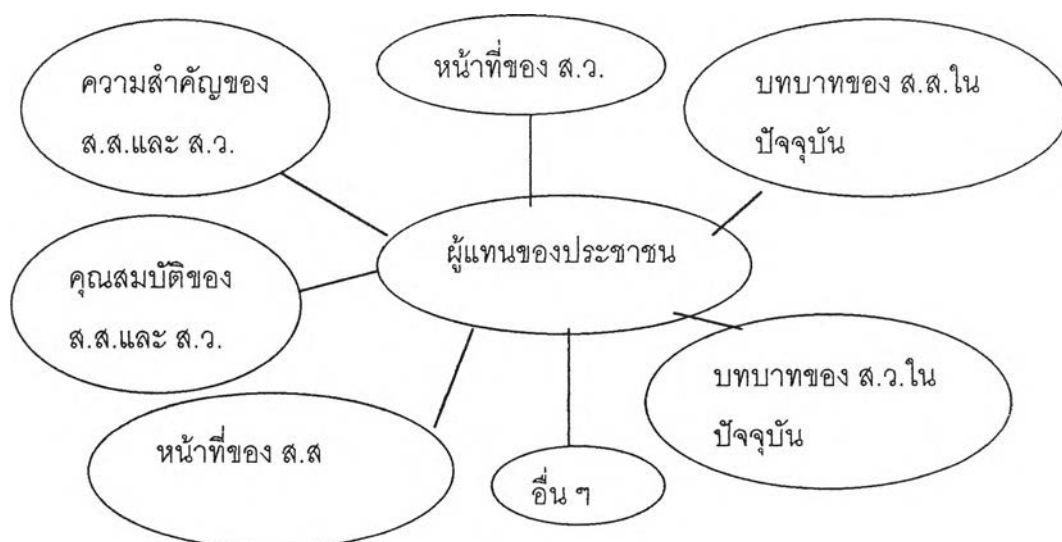 หน้าที่ของ ส.ว.
ความสำคัญของ
ส.ส.และ ส.ว.
บทบาทของ ส.ส.ใน
ปัจจุบัน
ผู้แทนของประชาชน
คุณสมบัติของ
ส.ส.และ ส.ว.
บทบาทของ ส.ว.ใน
ปัจจุบัน
หน้าที่ของ ส.ส
อื่น ๆ